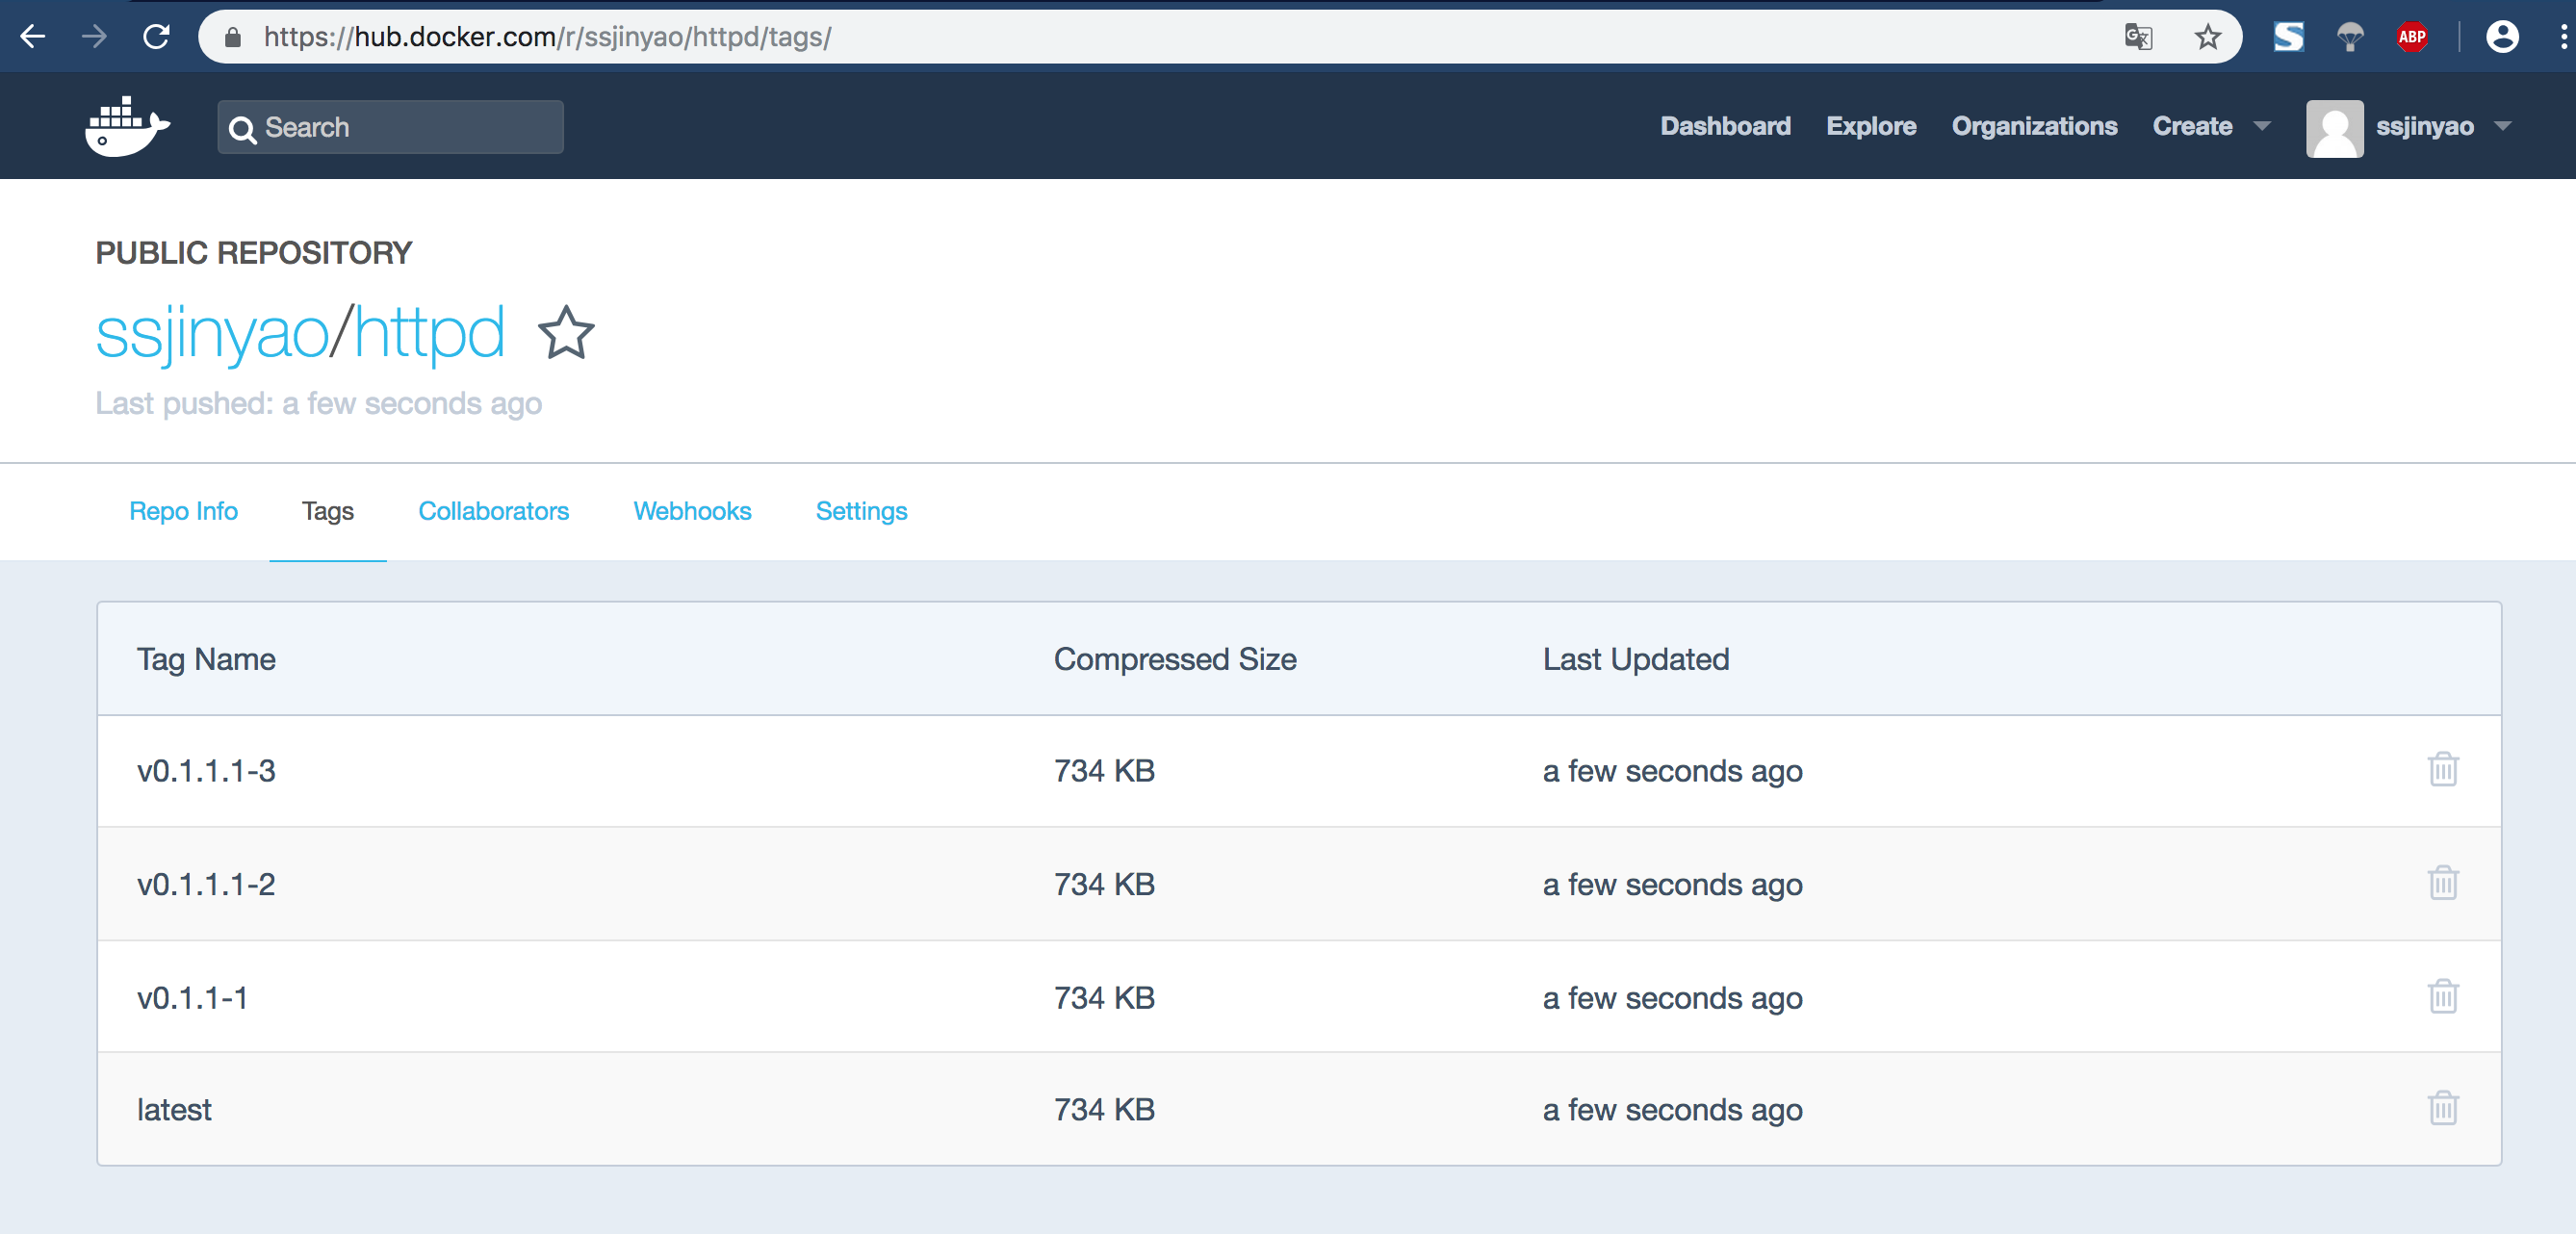 https://hub.docker.com/r/ssjinyao/httpd/tags/
ABP
Search
Dashboard Explore Organizations Create ssjinyao
PUBLIC REPOSITORY
ssjinyao/httpd
Last pushed: a few seconds ago
Repo Info Tags Collaborators Webhooks Settings
Tag Name Compressed Size Last Updated
v0.1.1.1-3 734 KB a few seconds ago
v0.1.1.1-2 734 KB a few seconds ago
v0.1.1-1 734 KB a few seconds ago
latest 734 KB a few seconds ago